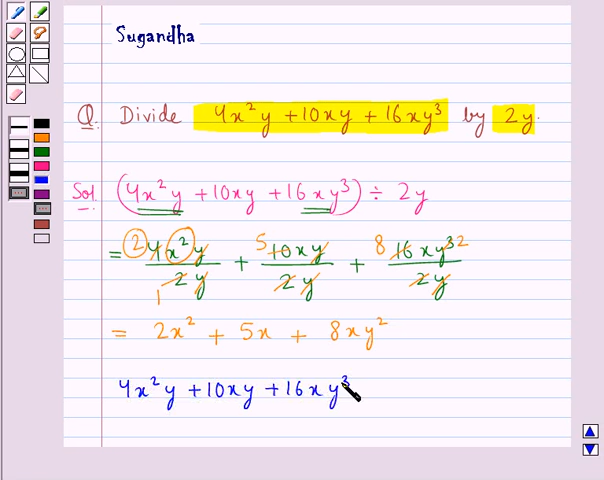 Sugandha
Q. Divide 4x²y + 10xy + 16xy³ by 2y.
Sol. (4x²y + 10xy + 16xy³) ÷ 2y
= 2 4x²y/1 2y + 5 10xy/2y + 8 16xy³ 2/2y
= 2x² + 5x + 8xy²
4x²y + 10xy + 16xy³